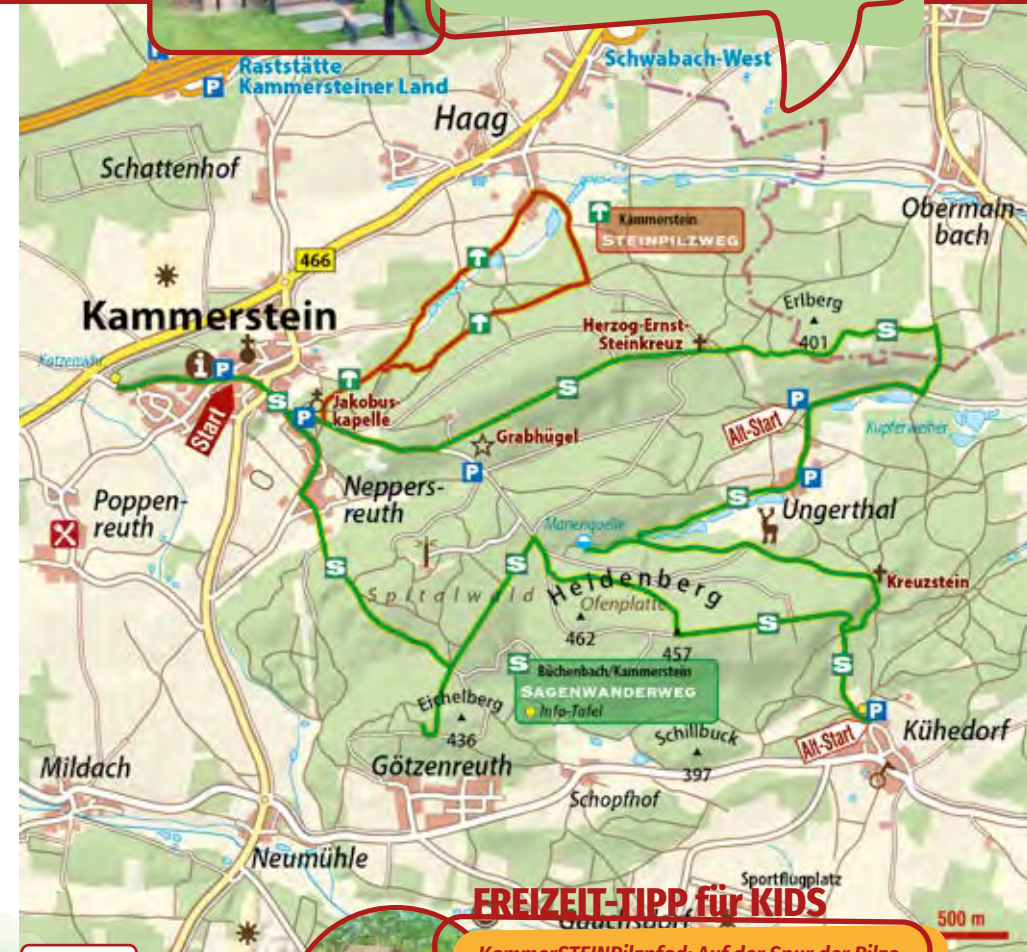 Raststätte
Kammersteiner Land
P
Schwabach-West
Haag
Schattenhof
Obermain-
bach
Kammerstein
STEINPILZWEG
466
Kammerstein
Erlberg
401
Herzog-Ernst-
Steinkreuz
S
i
P
Start
S
P
Jakobus-
kapelle
S
P
Alt-Start
Kupferweiher
Grabhügel
P
P
Poppen-
reuth
Neppers-
reuth
S
Ungerthal
Marienquelle
S
S
Spitalwald
Heidenberg
Ofenplatte
Kreuzstein
462
457
S
S
S
Büchenbach/Kammerstein
SAGENWANDERWEG
Info-Tafel
Eichelberg
436
P
Alt-Start
Kühedorf
Schillbuck
397
Mildach
Götzenreuth
Schopfhof
Neumühle
Sportflugplatz
FREIZEIT-TIPP für KIDS
500 m